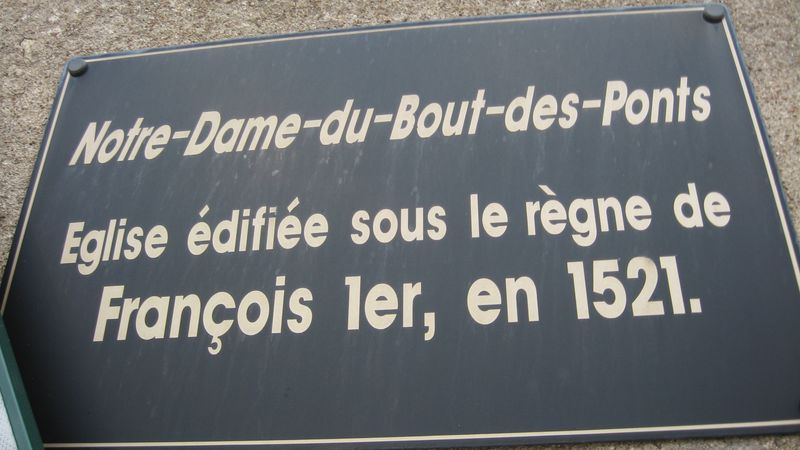 Notre-Dame-du-Bout-des-Ponts
Eglise édifiée sous le règne de
François 1er, en 1521.